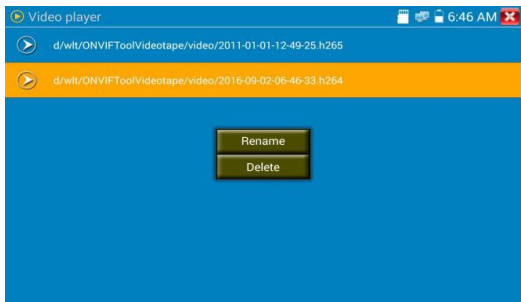 Video player
6:46 AM
d/wlt/ONVIFToolVideotape/video/2011-01-01-12-49-25.h265
d/wlt/ONVIFToolVideotape/video/2016-09-02-06-46-33.h264
Rename
Delete